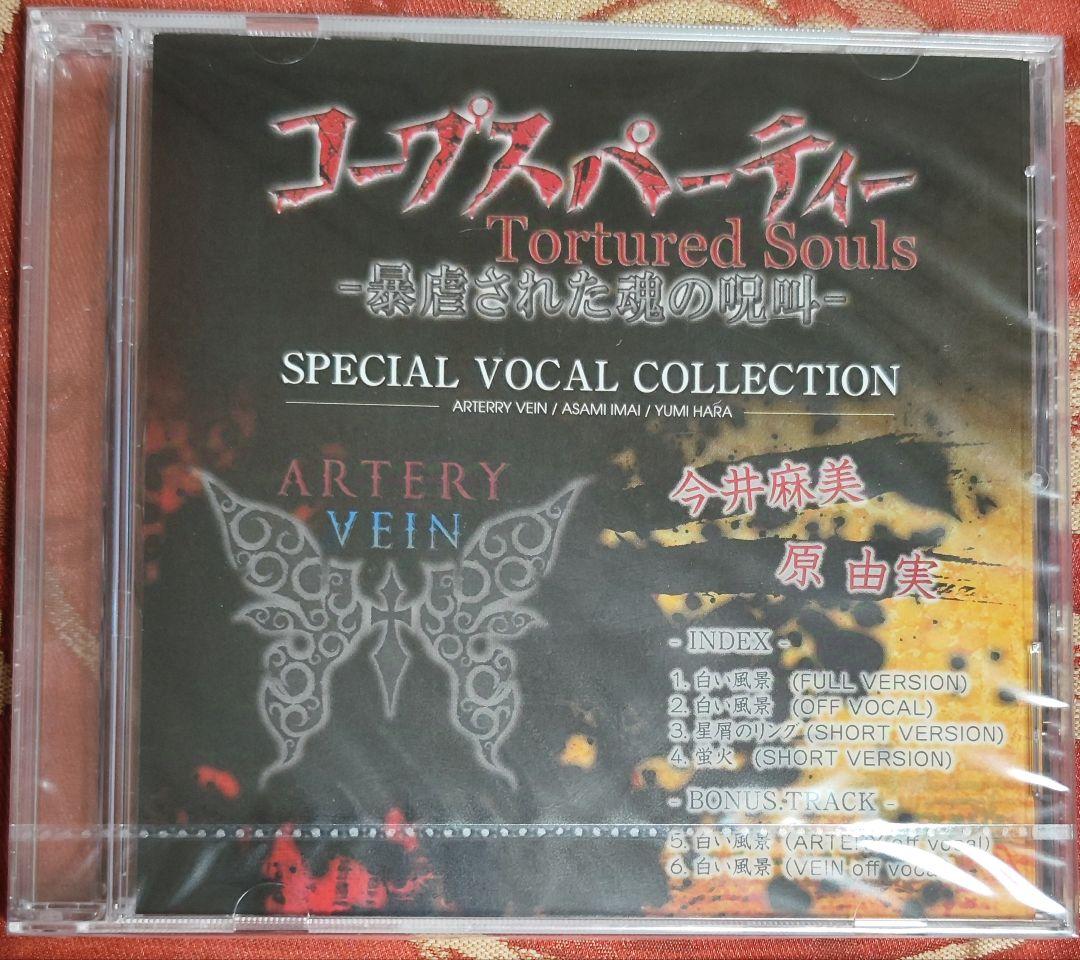 コープスパーティー
Tortured Souls
-暴虐された魂の呪叫-
SPECIAL VOCAL COLLECTION
ARTERRY VEIN / ASAMI IMAI / YUMI HARA
ARTERY
VEIN
今井麻美
原 由実
- INDEX -
1. 白い風景 (FULL VERSION)
2. 白い風景 (OFF VOCAL)
3. 星屑のリング (SHORT VERSION)
4. 蛍火 (SHORT VERSION)
- BONUS TRACK -
5. 白い風景 (ARTERY off vocal)
6. 白い風景 (VEIN off vocal)